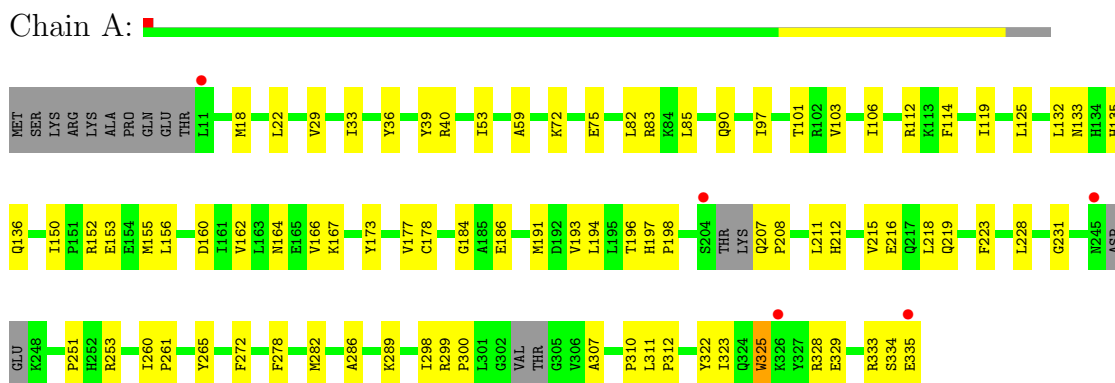 Chain A:
MET SER LYS ARG LYS ALA PRO GLN GLU THR L11 M18 L22 V29 I33 Y36 Y39 R40 I53 A59 K72 E75 L82 R83 K84 L85 Q90 I97 T101 R102 V103 I106 R112 K113 F114 I119 L125 L132 N133 H134 H135
Q136 I150 P151 R152 E153 E154 M155 L156 D160 I161 V162 L163 N164 E165 V166 K167 Y173 V177 C178 G184 A185 E186 M191 D192 V193 L194 L195 T196 H197 P198 S204 THR LYS Q207 P208 L211 H212 V215 E216 Q217 L218 Q219 F223 L228 G231 N245 ASP
GLU K248 P251 H252 R253 I260 P261 Y265 F272 F278 M282 A286 K289 I298 R299 P300 L301 G302 VAL THR G305 V306 A307 P310 L311 P312 Y322 I323 Q324 W325 K326 Y327 R328 E329 R333 S334 E335